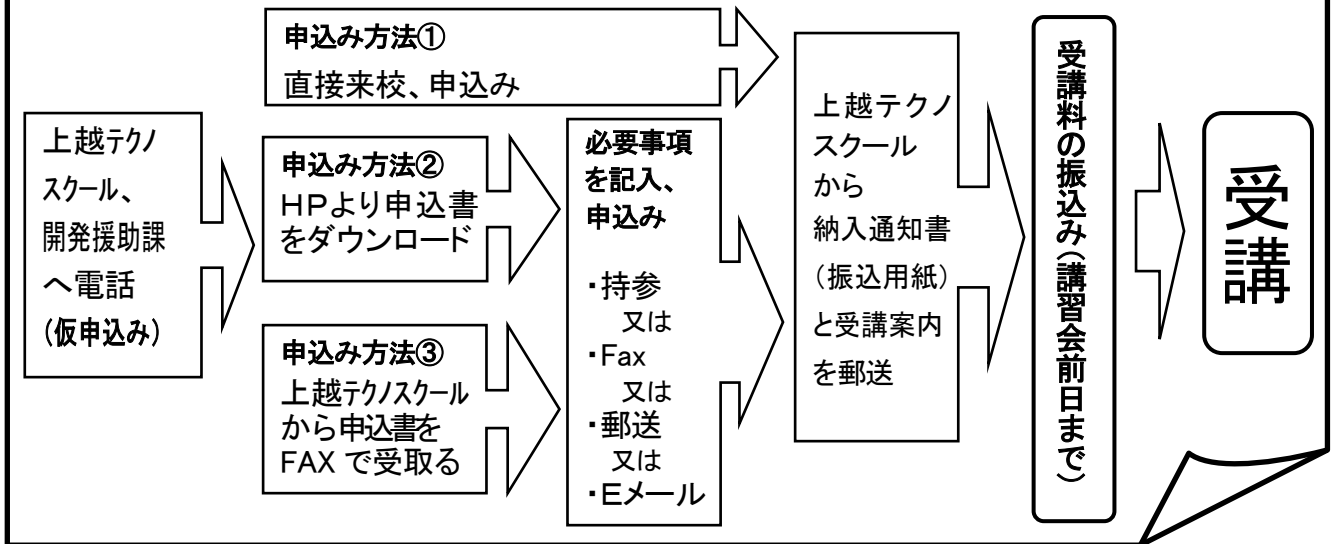 上越テクノ
スクール、
開発援助課
へ電話
(仮申込み)
申込み方法①
直接来校、申込み
申込み方法②
HPより申込書
をダウンロード
申込み方法③
上越テクノスクール
から申込書を
FAXで受取る
必要事項
を記入、
申込み
・持参
又は
・Fax
又は
・郵送
又は
・Eメール
上越テクノ
スクール
から
納入通知書
(振込用紙)
と受講案内
を郵送
受講料の振込み(講習会前日まで)
受講